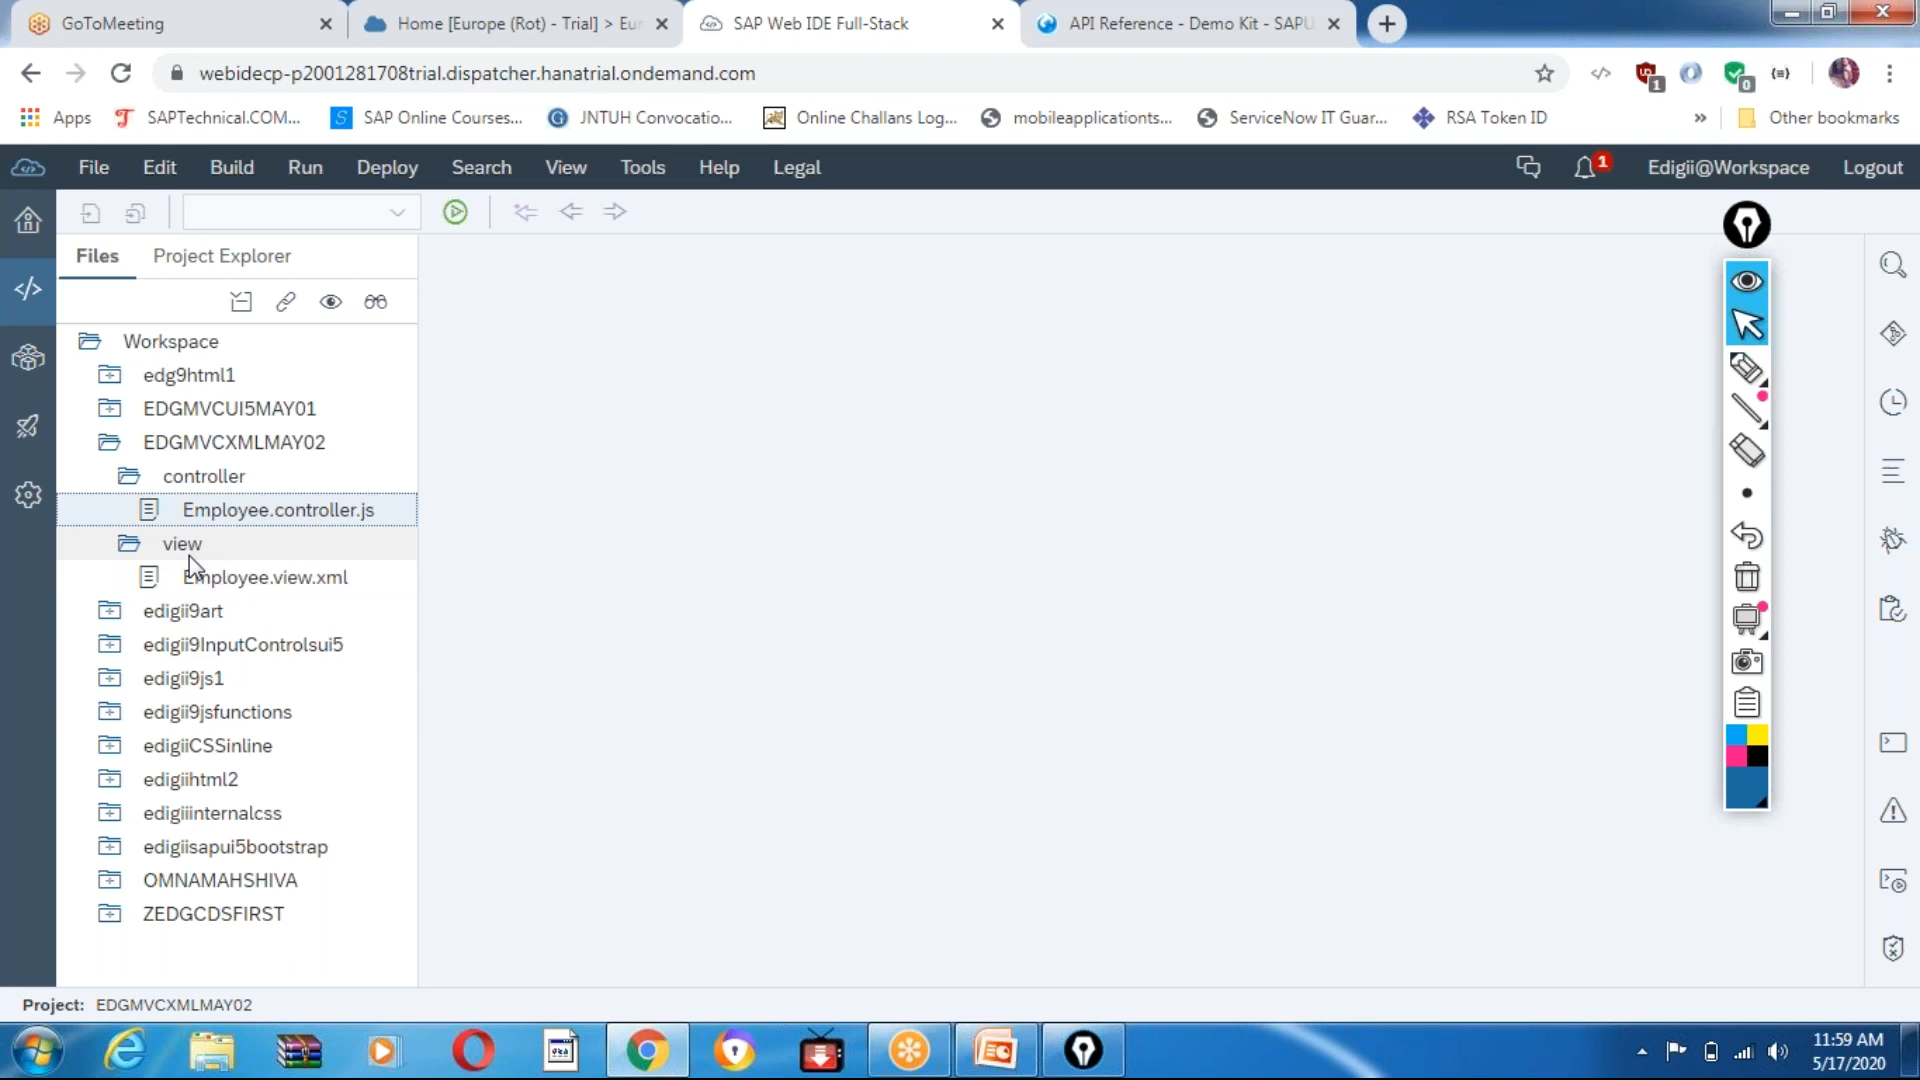 GoToMeeting
Home [Europe (Rot) - Trial] > Eur
SAP Web IDE Full-Stack
API Reference - Demo Kit - SAPU
webidecp-p2001281708trial.dispatcher.hanatrial.ondemand.com
1
0
Apps
SAPTechnical.COM...
SAP Online Courses...
JNTUH Convocatio...
Online Challans Log...
mobileapplicationts...
ServiceNow IT Guar...
RSA Token ID
»
Other bookmarks
File Edit Build Run Deploy Search View Tools Help Legal
1
Edigii@Workspace
Logout
Files Project Explorer
Workspace
edg9html1
EDGMVCUI5MAY01
EDGMVCXMLMAY02
controller
Employee.controller.js
view
Employee.view.xml
edigii9art
edigii9InputControlsui5
edigii9js1
edigii9jsfunctions
edigiiCSSinline
edigiihtml2
edigiiinternalcss
edigiisapui5bootstrap
OMNAMAHSHIVA
ZEDGCDSFIRST
Project: EDGMVCXMLMAY02
11:59 AM
5/17/2020